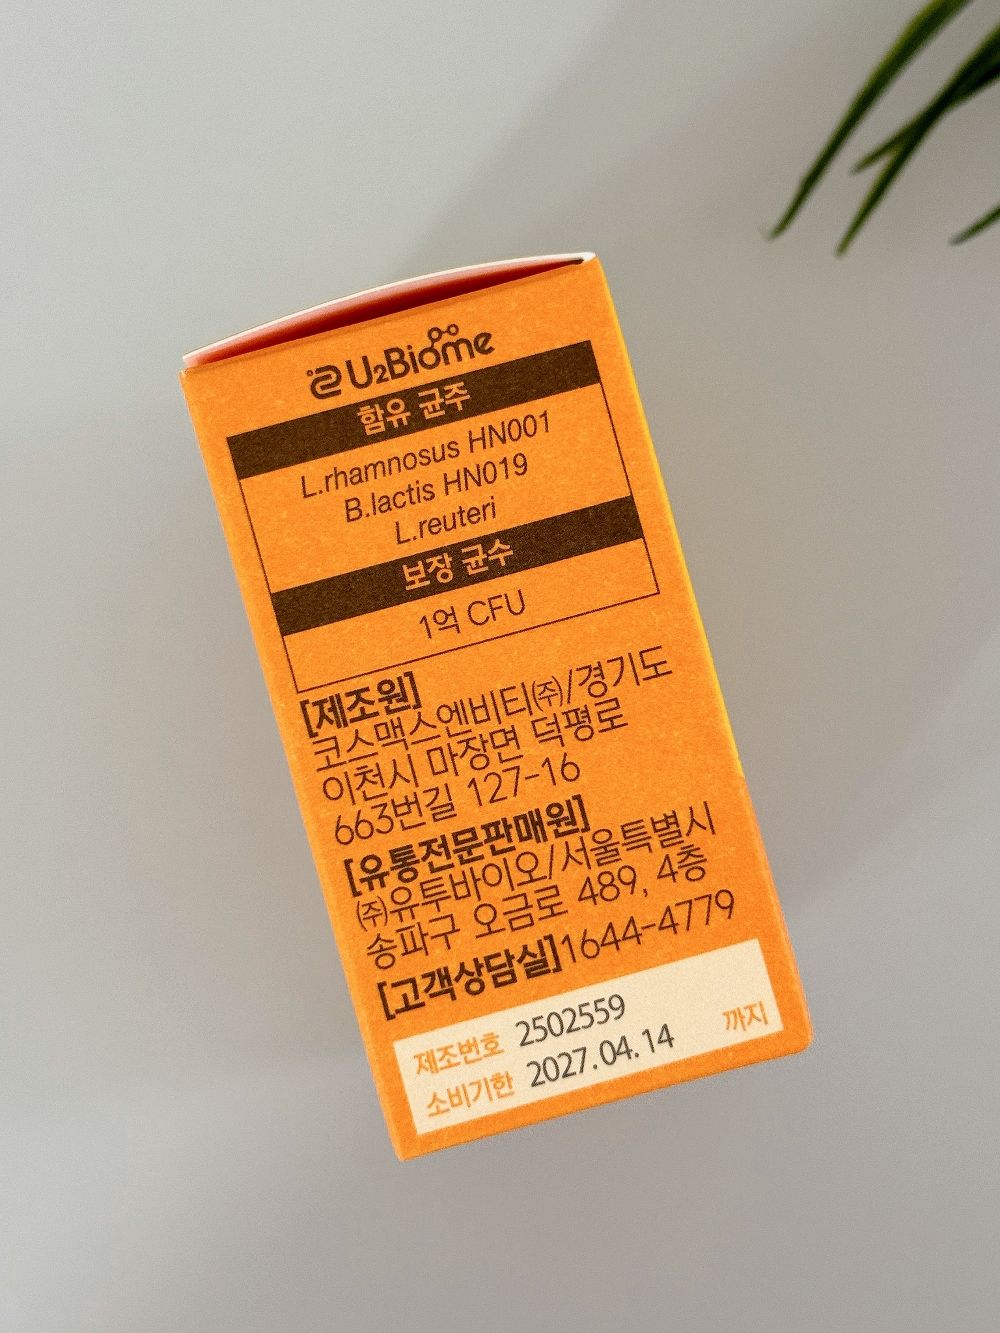 U₂Biome
함유 균주
L.rhamnosus HN001
B.lactis HN019
L.reuteri
보장 균수
1억 CFU
[제조원]
코스맥스엔비티㈜/경기도
이천시 마장면 덕평로
663번길 127-16
[유통전문판매원]
㈜유투바이오/서울특별시
송파구 오금로 489, 4층
[고객상담실]1644-4779
제조번호 2502559
소비기한 2027.04.14 까지